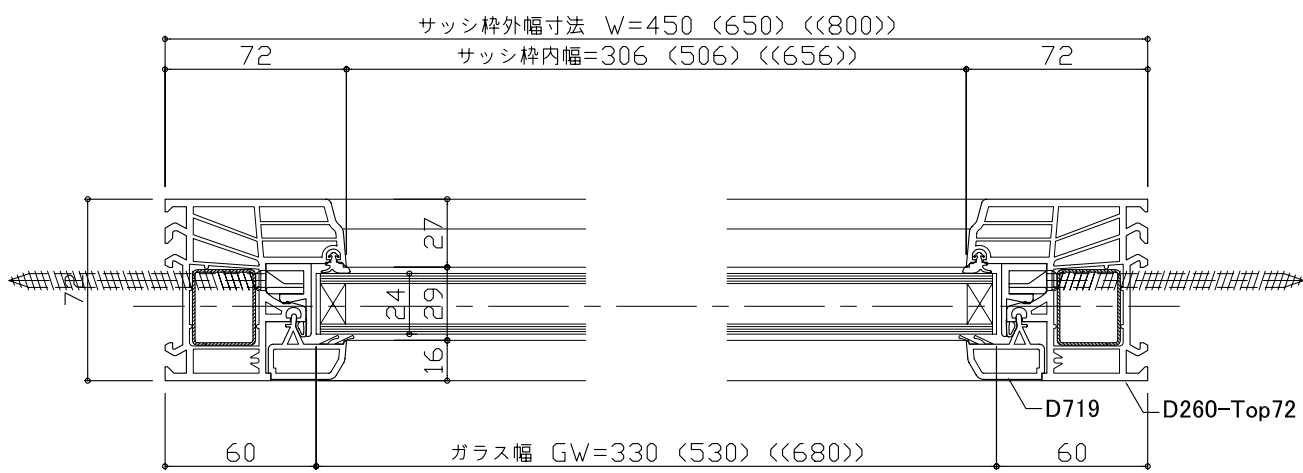 サッシ枠外幅寸法 W=450 (650) ((800))
72
サッシ枠内幅=306 (506) ((656))
72
27
72
24
29
16
D719
D260-Top72
60
ガラス幅 GW=330 (530) ((680))
60